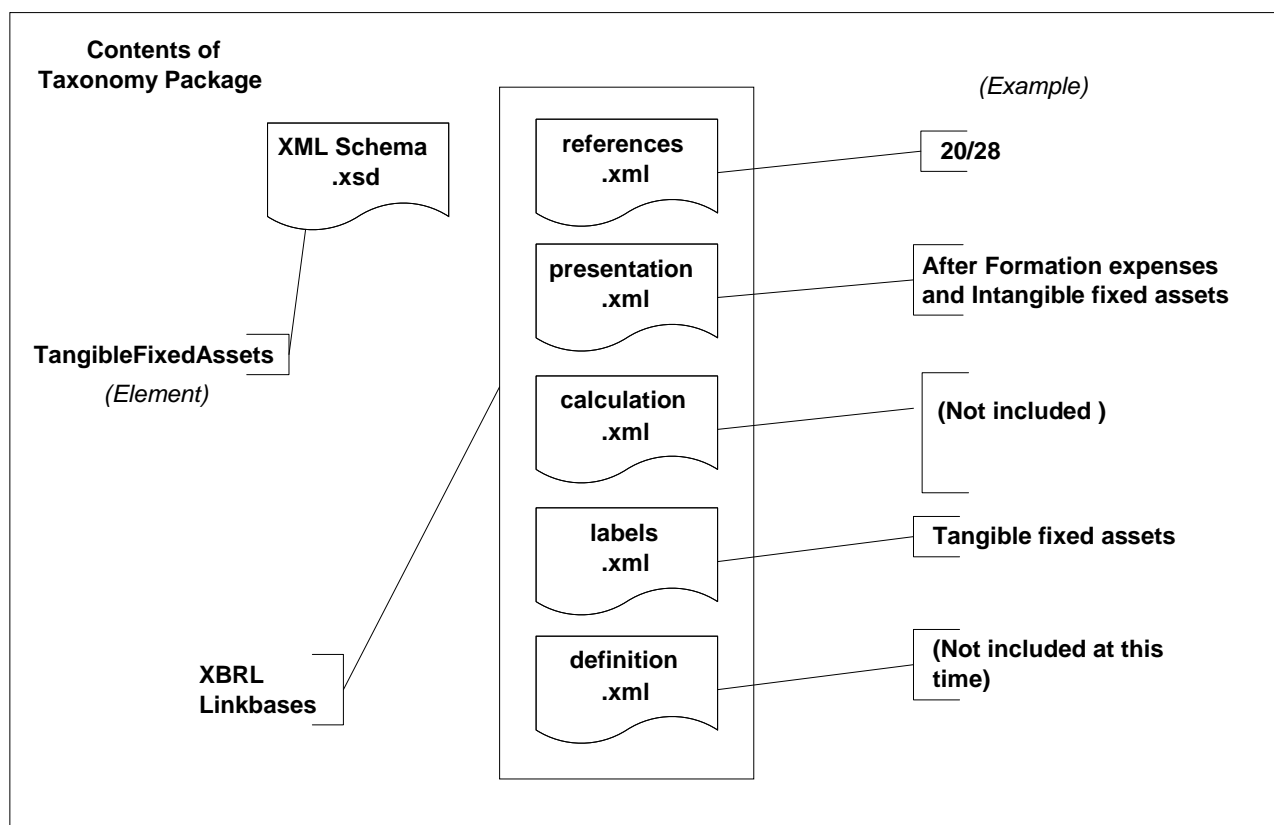 Contents of
Taxonomy Package
(Example)
XML Schema
.xsd
references
.xml
20/28
presentation
.xml
After Formation expenses
and Intangible fixed assets
TangibleFixedAssets
(Element)
calculation
.xml
(Not included )
labels
.xml
Tangible fixed assets
XBRL
Linkbases
definition
.xml
(Not included at this
time)